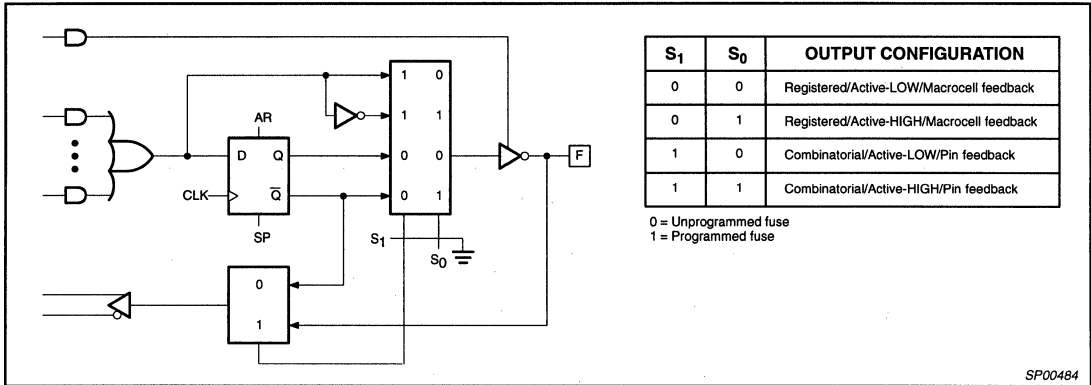 AR
D Q
CLK
Q̅
SP
1 0
1 1
0 0
0 1
S1
S0
F
0
1
S1 S0 OUTPUT CONFIGURATION
0 0 Registered/Active-LOW/Macrocell feedback
0 1 Registered/Active-HIGH/Macrocell feedback
1 0 Combinatorial/Active-LOW/Pin feedback
1 1 Combinatorial/Active-HIGH/Pin feedback
0 = Unprogrammed fuse
1 = Programmed fuse
SP00484